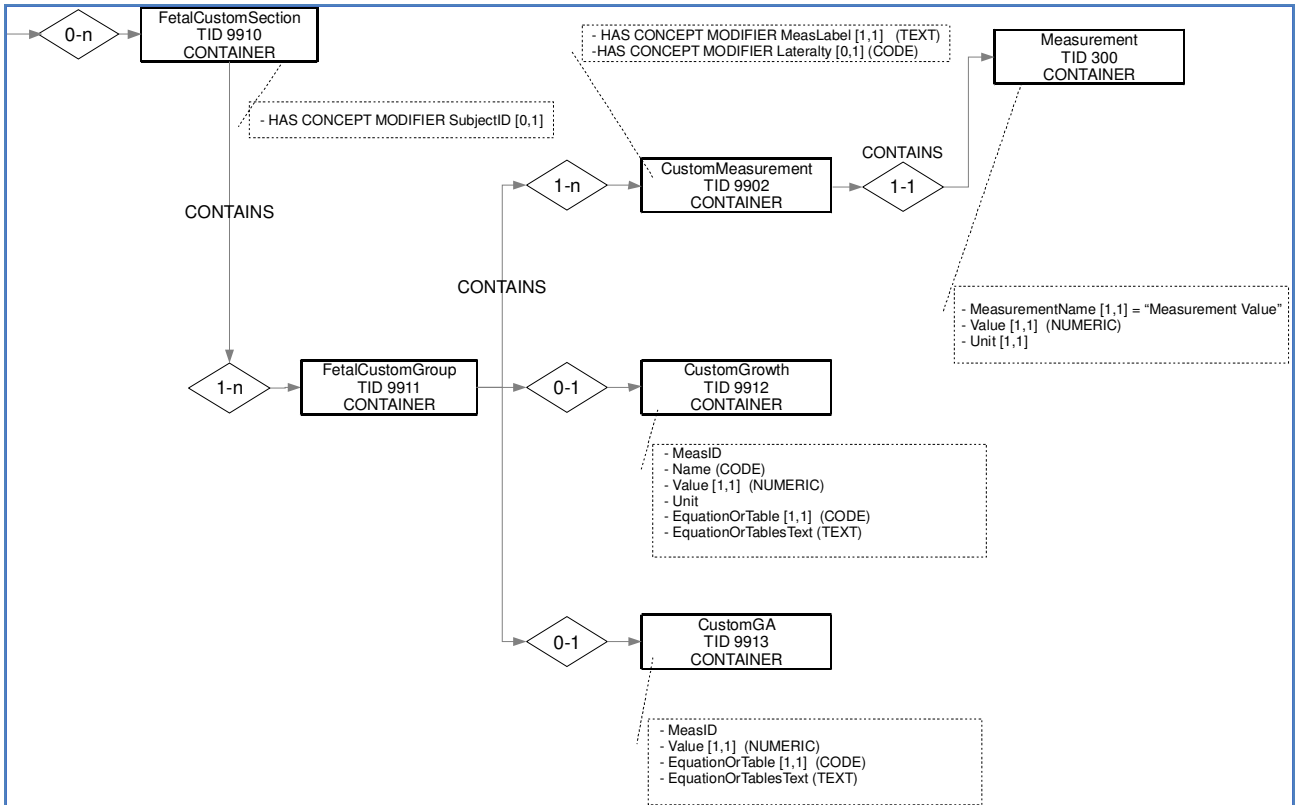 0-n
FetalCustomSection
TID 9910
CONTAINER
- HAS CONCEPT MODIFIER SubjectID [0,1]
CONTAINS
1-n
FetalCustomGroup
TID 9911
CONTAINER
CONTAINS
- HAS CONCEPT MODIFIER MeasLabel [1,1] (TEXT)
-HAS CONCEPT MODIFIER Lateralty [0,1] (CODE)
1-n
CustomMeasurement
TID 9902
CONTAINER
CONTAINS
1-1
Measurement
TID 300
CONTAINER
- MeasurementName [1,1] = “Measurement Value”
- Value [1,1] (NUMERIC)
- Unit [1,1]
0-1
CustomGrowth
TID 9912
CONTAINER
- MeasID
- Name (CODE)
- Value [1,1] (NUMERIC)
- Unit
- EquationOrTable [1,1] (CODE)
- EquationOrTablesText (TEXT)
0-1
CustomGA
TID 9913
CONTAINER
- MeasID
- Value [1,1] (NUMERIC)
- EquationOrTable [1,1] (CODE)
- EquationOrTablesText (TEXT)